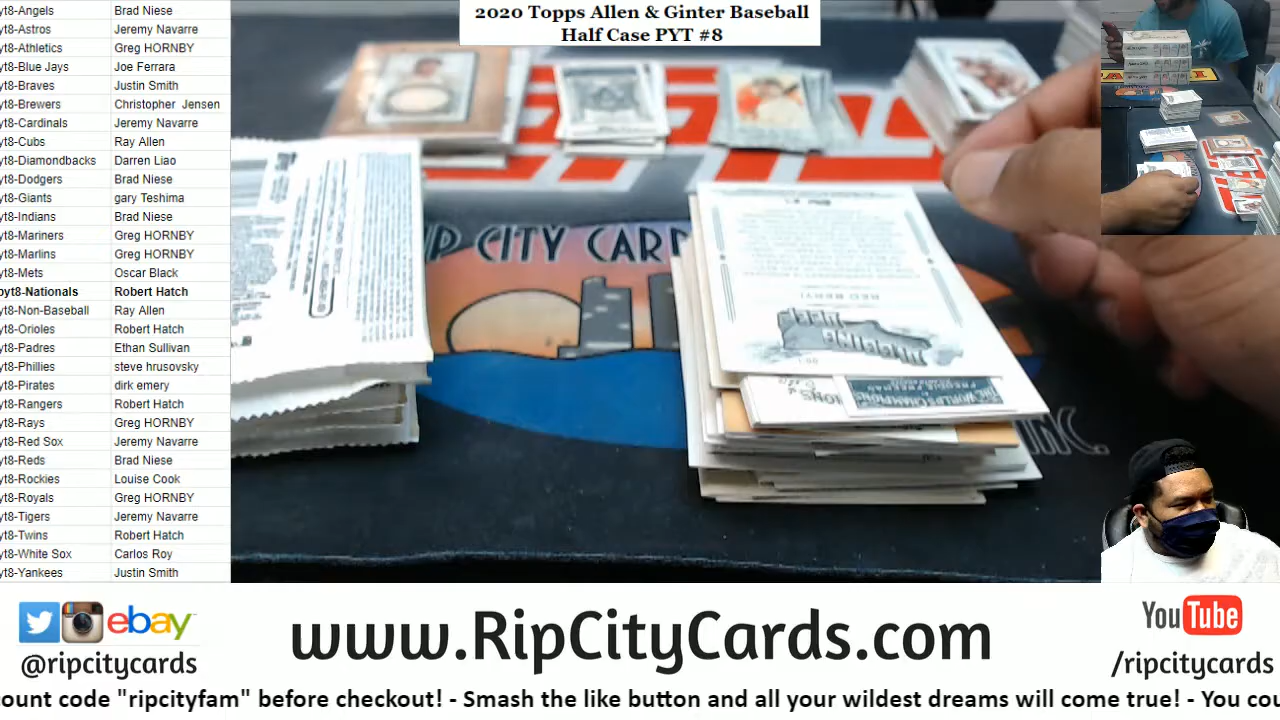 2020 Topps Allen & Ginter Baseball
Half Case PYT #8
yt8-Angels Brad Niese
yt8-Astros Jeremy Navarre
yt8-Athletics Greg HORNBY
yt8-Blue Jays Joe Ferrara
yt8-Braves Justin Smith
yt8-Brewers Christopher Jensen
yt8-Cardinals Jeremy Navarre
yt8-Cubs Ray Allen
yt8-Diamondbacks Darren Liao
yt8-Dodgers Brad Niese
yt8-Giants gary Teshima
yt8-Indians Brad Niese
yt8-Mariners Greg HORNBY
yt8-Marlins Greg HORNBY
yt8-Mets Oscar Black
pyt8-Nationals Robert Hatch
yt8-Non-Baseball Ray Allen
yt8-Orioles Robert Hatch
yt8-Padres Ethan Sullivan
yt8-Phillies steve hrusovsky
yt8-Pirates dirk emery
yt8-Rangers Robert Hatch
yt8-Rays Greg HORNBY
yt8-Red Sox Jeremy Navarre
yt8-Reds Brad Niese
yt8-Rockies Louise Cook
yt8-Royals Greg HORNBY
yt8-Tigers Jeremy Navarre
yt8-Twins Robert Hatch
yt8-White Sox Carlos Roy
yt8-Yankees Justin Smith
IP CITY CARD
INC.
RED BERYL
IMAGINING
FREDDIE FREEMAN
ebay
@ripcitycards
www.RipCityCards.com
YouTube
/ripcitycards
count code "ripcityfam" before checkout! - Smash the like button and all your wildest dreams will come true! - You cou